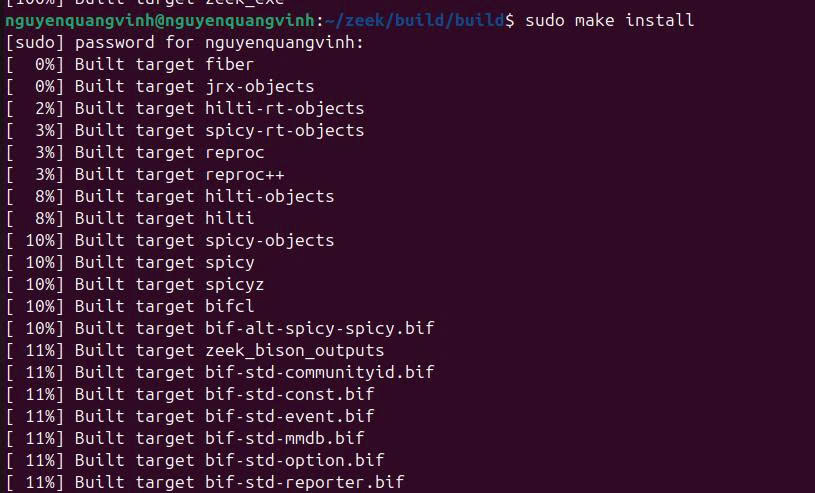 [100%] Built target zeek_exe
nguyenquangvinh@nguyenquangvinh:~/zeek/build/build$ sudo make install
[sudo] password for nguyenquangvinh:
[  0%] Built target fiber
[  0%] Built target jrx-objects
[  2%] Built target hilti-rt-objects
[  3%] Built target spicy-rt-objects
[  3%] Built target reproc
[  3%] Built target reproc++
[  8%] Built target hilti-objects
[  8%] Built target hilti
[ 10%] Built target spicy-objects
[ 10%] Built target spicy
[ 10%] Built target spicyz
[ 10%] Built target bifcl
[ 10%] Built target bif-alt-spicy-spicy.bif
[ 11%] Built target zeek_bison_outputs
[ 11%] Built target bif-std-communityid.bif
[ 11%] Built target bif-std-const.bif
[ 11%] Built target bif-std-event.bif
[ 11%] Built target bif-std-mmdb.bif
[ 11%] Built target bif-std-option.bif
[ 11%] Built target bif-std-reporter.bif